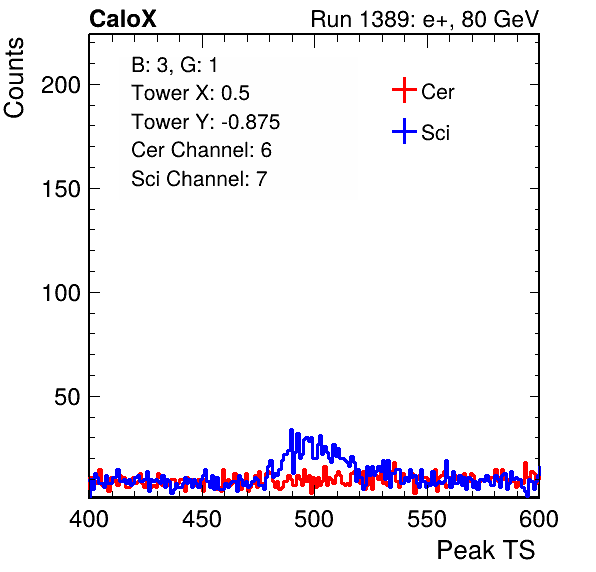 CaloX Run 1389: e+, 80 GeV
Counts
B: 3, G: 1
Tower X: 0.5
Tower Y: -0.875
Cer Channel: 6
Sci Channel: 7
Cer
Sci
200
150
100
50
400 450 500 550 600
Peak TS